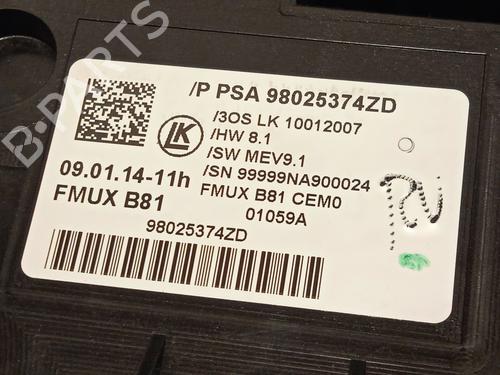 /P PSA 98025374ZD
/3OS LK 10012007
/HW 8.1
/SW MEV9.1
/SN 99999NA900024
FMUX B81 CEM0
01059A
LK
09.01.14-11h
FMUX B81
98025374ZD
B-PARTS